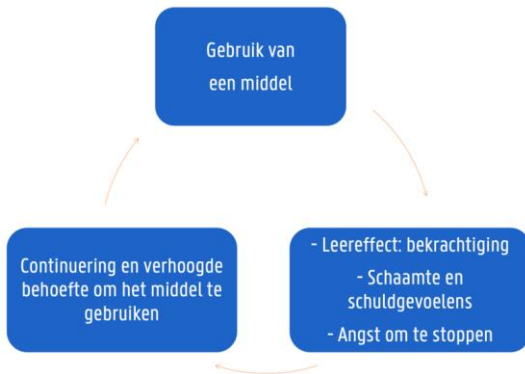 Gebruik van
een middel
- Leereffect: bekrachtiging
- Schaamte en
schuldgevoelens
- Angst om te stoppen
Continuering en verhoogde
behoefte om het middel te
gebruiken